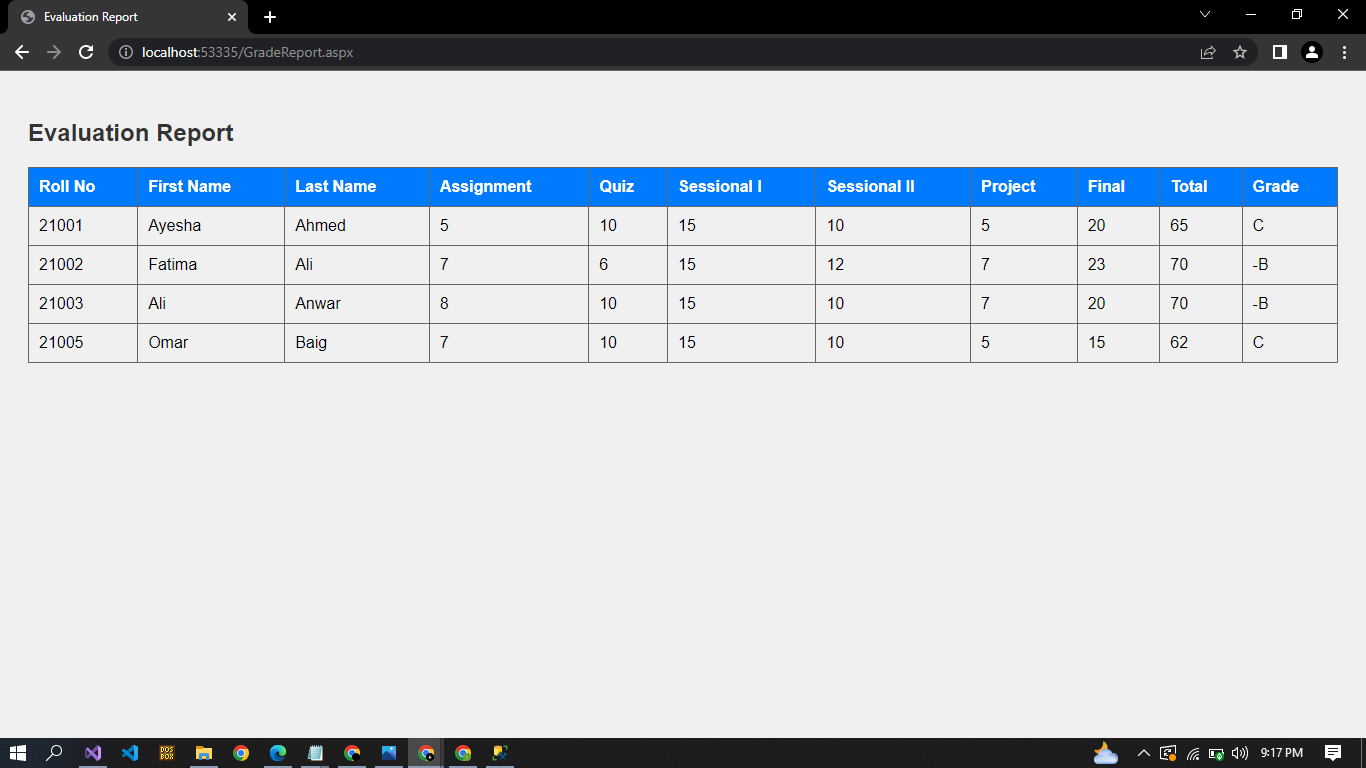 Evaluation Report
localhost:53335/GradeReport.aspx
Evaluation Report
Roll No First Name Last Name Assignment Quiz Sessional I Sessional II Project Final Total Grade
21001 Ayesha Ahmed 5 10 15 10 5 20 65 C
21002 Fatima Ali 7 6 15 12 7 23 70 -B
21003 Ali Anwar 8 10 15 10 7 20 70 -B
21005 Omar Baig 7 10 15 10 5 15 62 C
DOS
BOX
9:17 PM